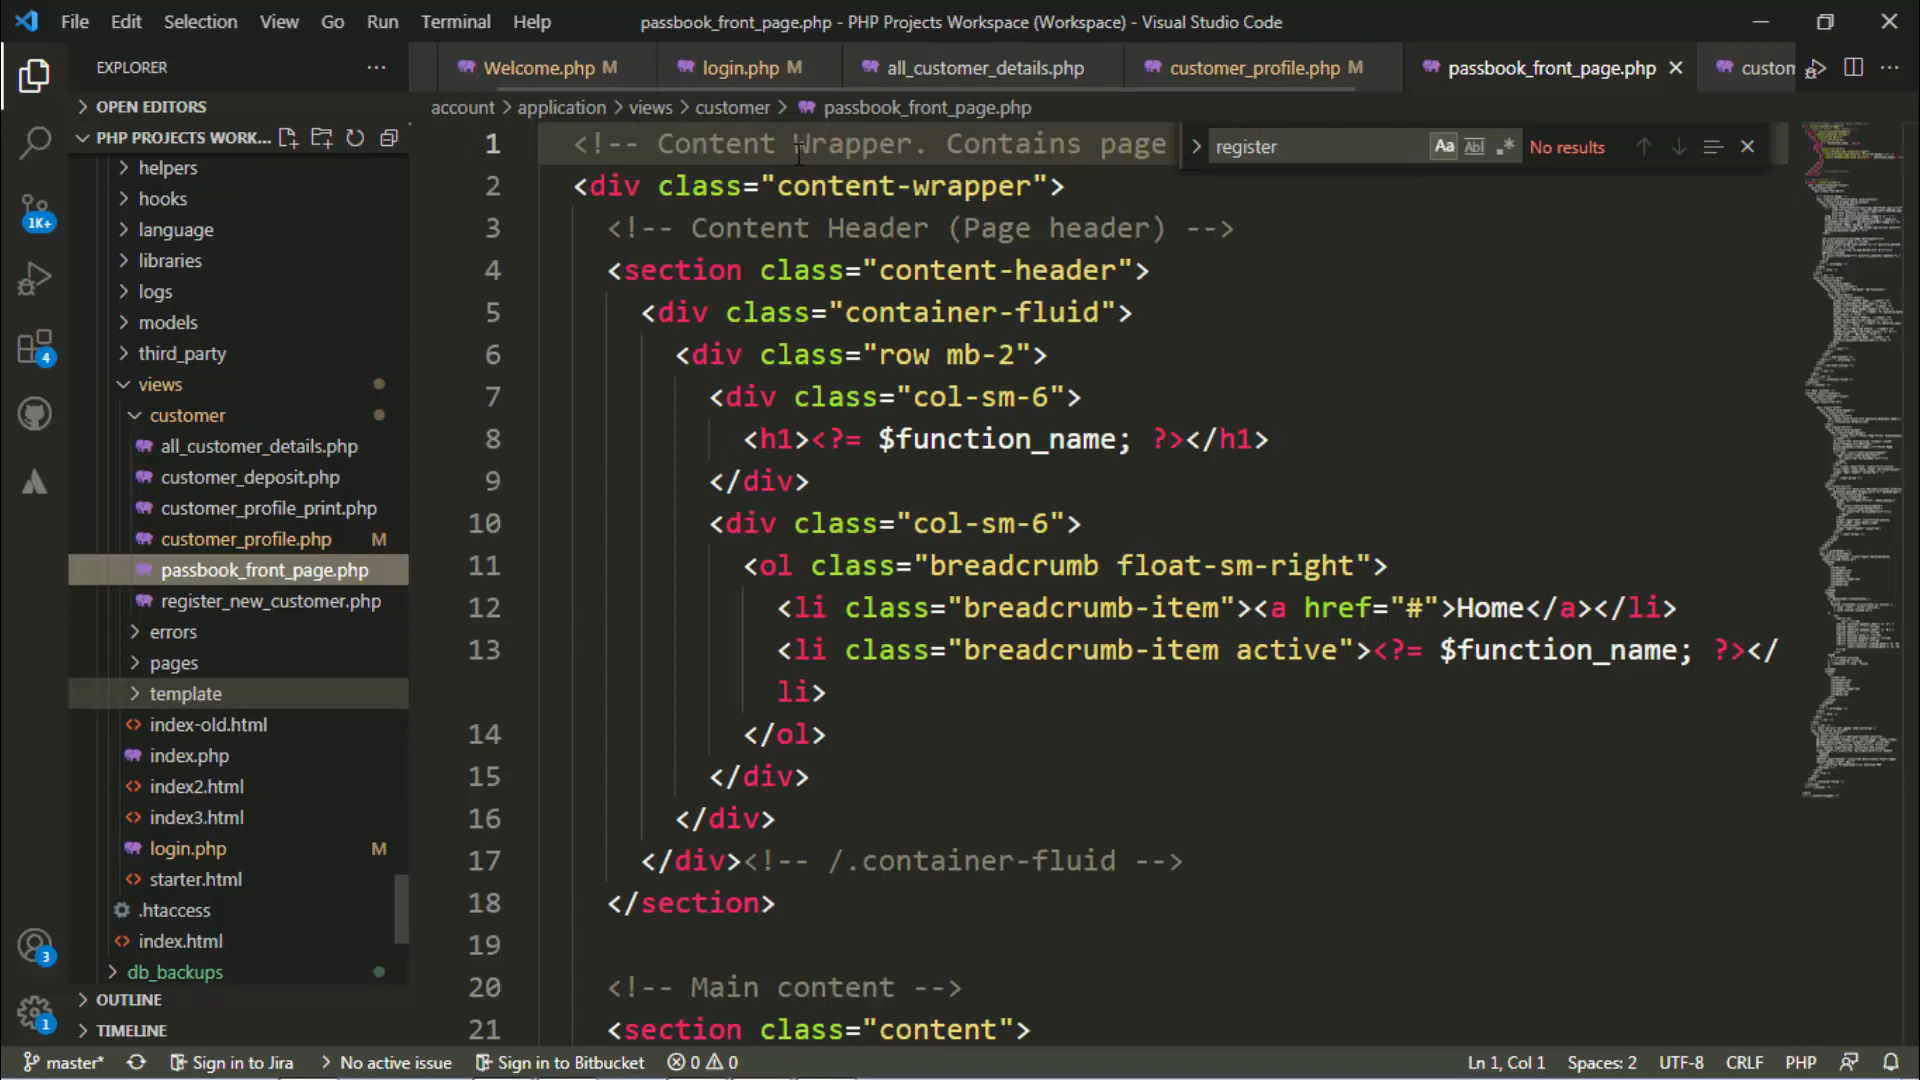 File Edit Selection View Go Run Terminal Help
passbook_front_page.php - PHP Projects Workspace (Workspace) - Visual Studio Code
EXPLORER
Welcome.php M
login.php M
all_customer_details.php
customer_profile.php M
passbook_front_page.php
custom
OPEN EDITORS
PHP PROJECTS WORK...
helpers
hooks
language
libraries
logs
models
third_party
views
customer
all_customer_details.php
customer_deposit.php
customer_profile_print.php
customer_profile.php M
passbook_front_page.php
register_new_customer.php
errors
pages
template
index-old.html
index.php
index2.html
index3.html
login.php M
starter.html
.htaccess
index.html
db_backups
OUTLINE
TIMELINE
1K+
4
3
1
account > application > views > customer > passbook_front_page.php
register Aa Abl .* No results
1 <!-- Content Wrapper. Contains page
2 <div class="content-wrapper">
3 <!-- Content Header (Page header) -->
4 <section class="content-header">
5 <div class="container-fluid">
6 <div class="row mb-2">
7 <div class="col-sm-6">
8 <h1><?= $function_name; ?></h1>
9 </div>
10 <div class="col-sm-6">
11 <ol class="breadcrumb float-sm-right">
12 <li class="breadcrumb-item"><a href="#">Home</a></li>
13 <li class="breadcrumb-item active"><?= $function_name; ?></
li>
14 </ol>
15 </div>
16 </div>
17 </div><!-- /.container-fluid -->
18 </section>
19
20 <!-- Main content -->
21 <section class="content">
master* Sign in to Jira No active issue Sign in to Bitbucket 0 0
Ln 1, Col 1 Spaces: 2 UTF-8 CRLF PHP